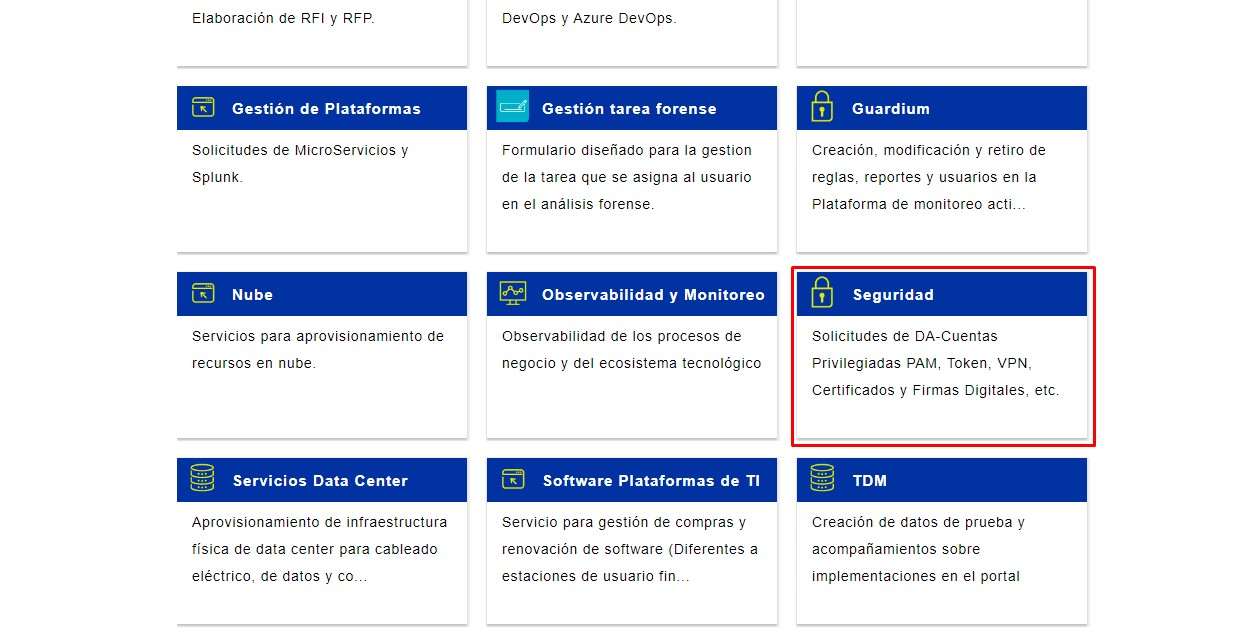 Elaboración de RFI y RFP.
DevOps y Azure DevOps.
Gestión de Plataformas
Solicitudes de MicroServicios y
Splunk.
Gestión tarea forense
Formulario diseñado para la gestion
de la tarea que se asigna al usuario
en el análisis forense.
Guardium
Creación, modificación y retiro de
reglas, reportes y usuarios en la
Plataforma de monitoreo acti...
Nube
Servicios para aprovisionamiento de
recursos en nube.
Observabilidad y Monitoreo
Observabilidad de los procesos de
negocio y del ecosistema tecnológico
Seguridad
Solicitudes de DA-Cuentas
Privilegiadas PAM, Token, VPN,
Certificados y Firmas Digitales, etc.
Servicios Data Center
Aprovisionamiento de infraestructura
física de data center para cableado
eléctrico, de datos y co...
Software Plataformas de TI
Servicio para gestión de compras y
renovación de software (Diferentes a
estaciones de usuario fin...
TDM
Creación de datos de prueba y
acompañamientos sobre
implementaciones en el portal